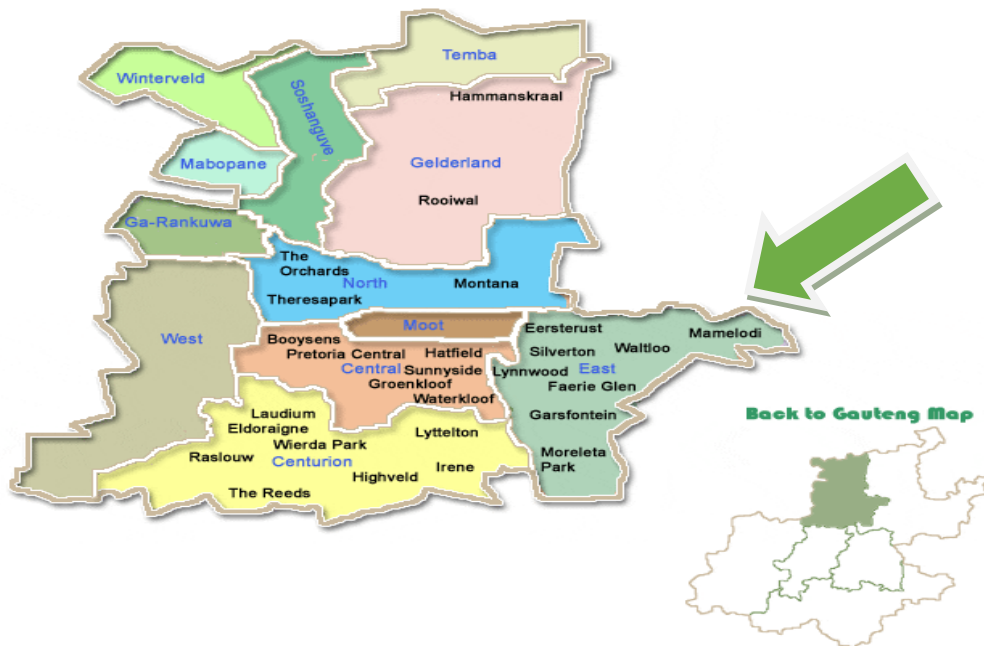 Temba
Winterveld
Soshanguve
Hammanskraal
Mabopane
Gelderland
Rooiwal
Ga-Rankuwa
The
Orchards
North
Montana
Theresapark
West
Moot
Booysens
Pretoria Central
Hatfield
Central
Sunnyside
Groenkloof
Waterkloof
Eersterust
Mamelodi
Silverton
Waltloo
Lynnwood
East
Faerie Glen
Garsfontein
Moreleta
Park
Laudium
Eldoraigne
Lyttelton
Wierda Park
Raslouw
Centurion
Irene
Highveld
The Reeds
Back to Gauteng Map